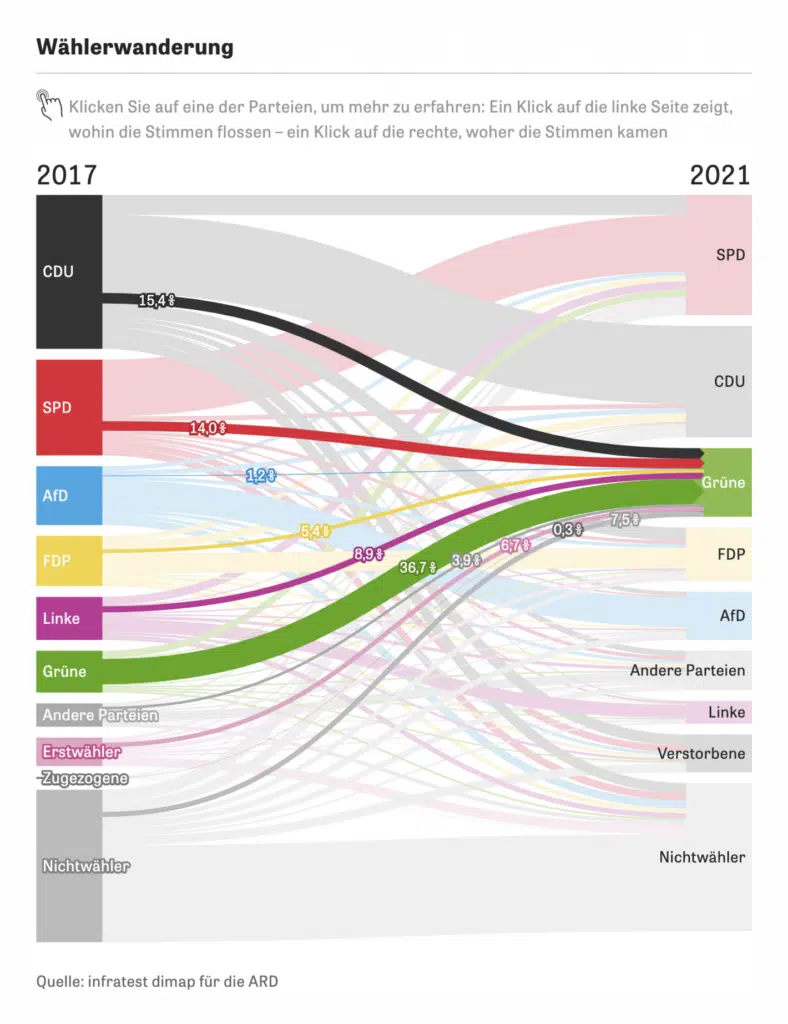 Wählerwanderung
Klicken Sie auf eine der Parteien, um mehr zu erfahren: Ein Klick auf die linke Seite zeigt,
wohin die Stimmen flossen – ein Klick auf die rechte, woher die Stimmen kamen
2017
2021
CDU
SPD
AfD
FDP
Linke
Grüne
Andere Parteien
Erstwähler
Zugezogene
Nichtwähler
15,4%
14,0%
1,2%
5,4%
8,9%
36,7%
3,9%
6,7%
0,3%
7,5%
SPD
CDU
Grüne
FDP
AfD
Andere Parteien
Linke
Verstorbene
Nichtwähler
Quelle: infratest dimap für die ARD